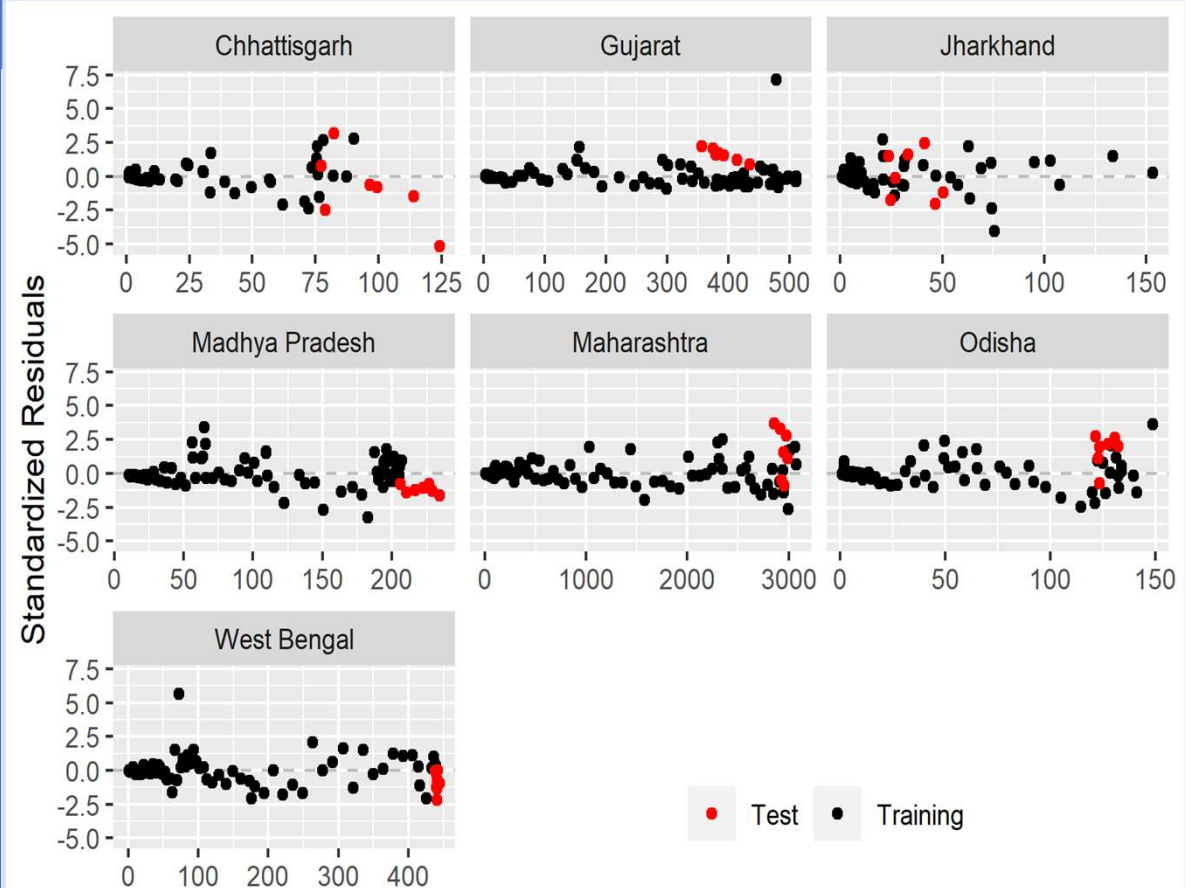 Chhattisgarh Gujarat Jharkhand
7.5
5.0
2.5
0.0
-2.5
-5.0
0 25 50 75 100 125 0 100 200 300 400 500 0 50 100 150
Madhya Pradesh Maharashtra Odisha
7.5
5.0
2.5
0.0
-2.5
-5.0
0 50 100 150 200 0 1000 2000 3000 0 50 100 150
Standardized Residuals
West Bengal
7.5
5.0
2.5
0.0
-2.5
-5.0
0 100 200 300 400
Test Training